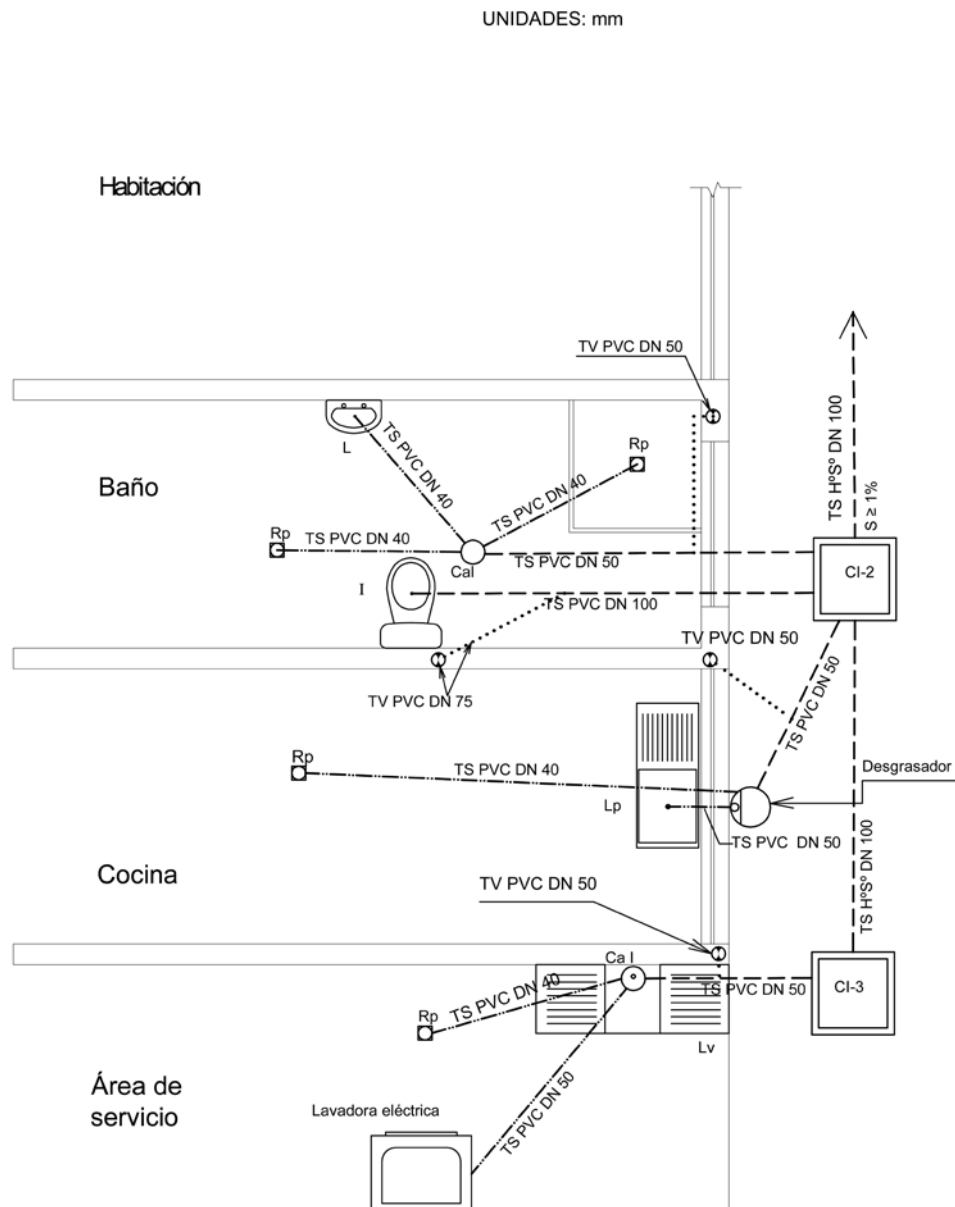 UNIDADES: mm
Habitación
TV PVC DN 50
TS HºSº DN 100
S ≥ 1%
L
TS PVC DN 40
Rp
TS PVC DN 40
Baño
Rp
TS PVC DN 40
Cal
TS PVC DN 50
CI-2
I
TS PVC DN 100
TV PVC DN 50
TV PVC DN 75
TS PVC DN 50
Rp
TS PVC DN 40
Desgrasador
Lp
TS PVC DN 50
TS HºSº DN 100
Cocina
TV PVC DN 50
Ca I
TS PVC DN 40
TS PVC DN 50
CI-3
Rp
Lv
Área de
servicio
TS PVC DN 50
Lavadora eléctrica